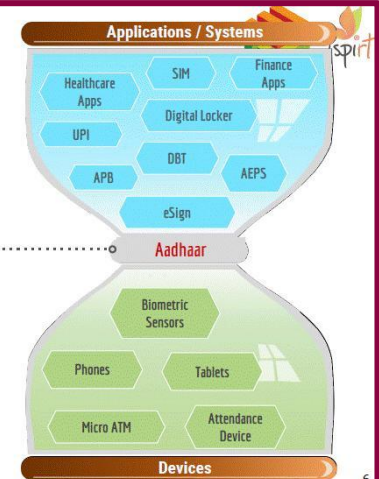 Applications / Systems
spirt
Healthcare
Apps
SIM
Finance
Apps
Digital Locker
UPI
DBT
APB
AEPS
eSign
Aadhaar
Biometric
Sensors
Phones
Tablets
Micro ATM
Attendance
Device
Devices